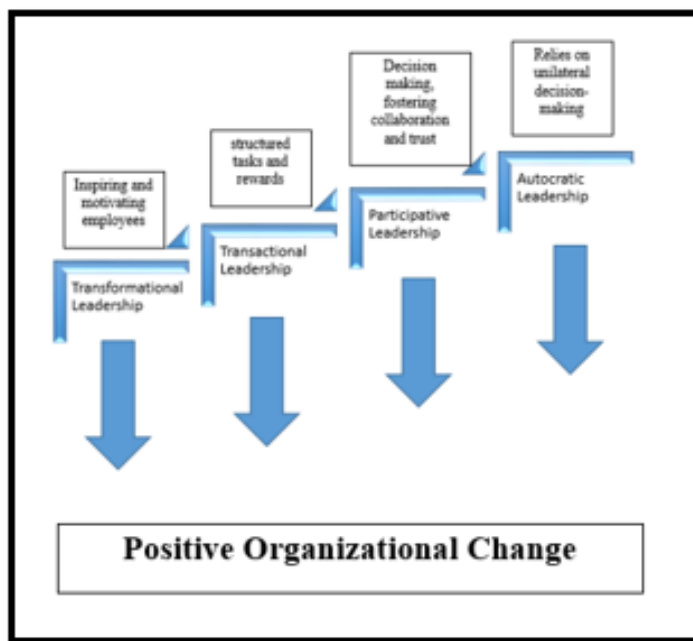 Inspiring and
motivating
employees
Transformational
Leadership
structured
tasks and
rewards
Transactional
Leadership
Decision
making,
fostering
collaboration
and trust
Participative
Leadership
Relies on
unilateral
decision-
making
Autocratic
Leadership
Positive Organizational Change